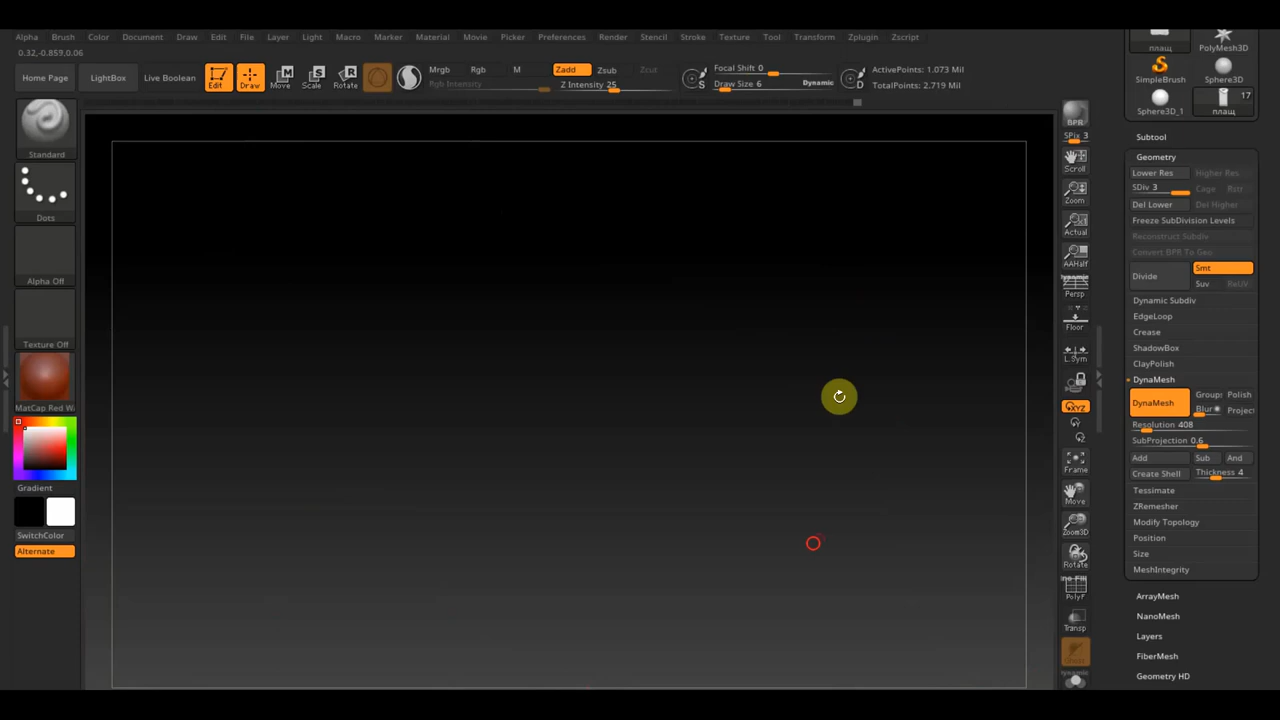 Alpha Brush Color Document Draw Edit File Layer Light Macro Marker Material Movie Picker Preferences Render Stencil Stroke Texture Tool Transform Zplugin Zscript
0.32,-0.859,0.06
Home Page
LightBox
Live Boolean
Edit
Draw
Move
Scale
Rotate
Mrgb
Rgb
M
Rgb Intensity
Zadd
Zsub
Zcut
Z Intensity 25
S
Focal Shift 0
Draw Size 6
Dynamic
D
ActivePoints: 1.073 Mil
TotalPoints: 2.719 Mil
Standard
Dots
Alpha Off
Texture Off
MatCap Red Wa
Gradient
SwitchColor
Alternate
BPR
SPix 3
Scroll
Zoom
Actual
AAHalf
Dynamic
Persp
Floor
L.Sym
XYZ
Y
Z
Frame
Move
Zoom3D
Rotate
PolyF
Transp
Dynamic
плащ
PolyMesh3D
SimpleBrush
Sphere3D
Sphere3D_1
17
плащ
Subtool
Geometry
Lower Res
Higher Res
SDiv 3
Cage
Rstr
Del Lower
Del Higher
Freeze SubDivision Levels
Reconstruct Subdiv
Convert BPR To Geo
Divide
Smt
Suv
ReUV
Dynamic Subdiv
EdgeLoop
Crease
ShadowBox
ClayPolish
DynaMesh
DynaMesh
Groups
Polish
Blur
Project
Resolution 408
SubProjection 0.6
Add
Sub
And
Create Shell
Thickness 4
Tessimate
ZRemesher
Modify Topology
Position
Size
MeshIntegrity
ArrayMesh
NanoMesh
Layers
FiberMesh
Geometry HD